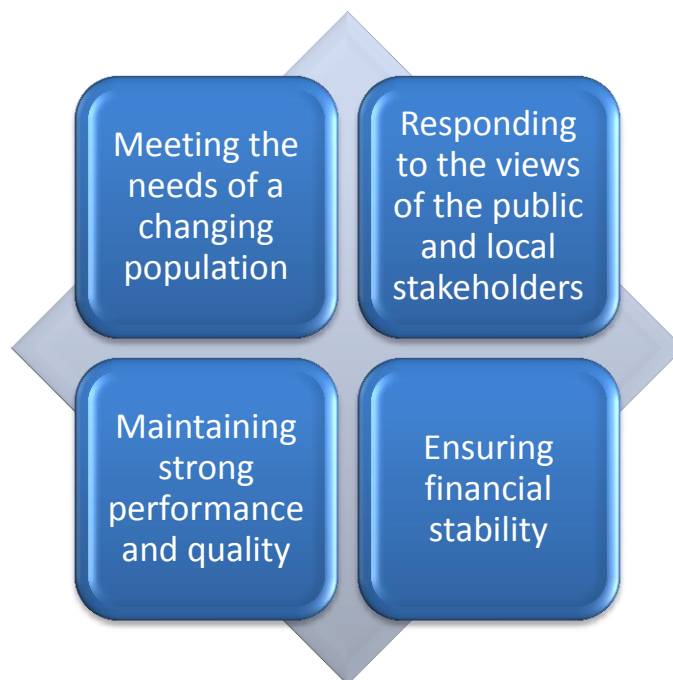 Meeting the
needs of a
changing
population
Responding
to the views
of the public
and local
stakeholders
Maintaining
strong
performance
and quality
Ensuring
financial
stability